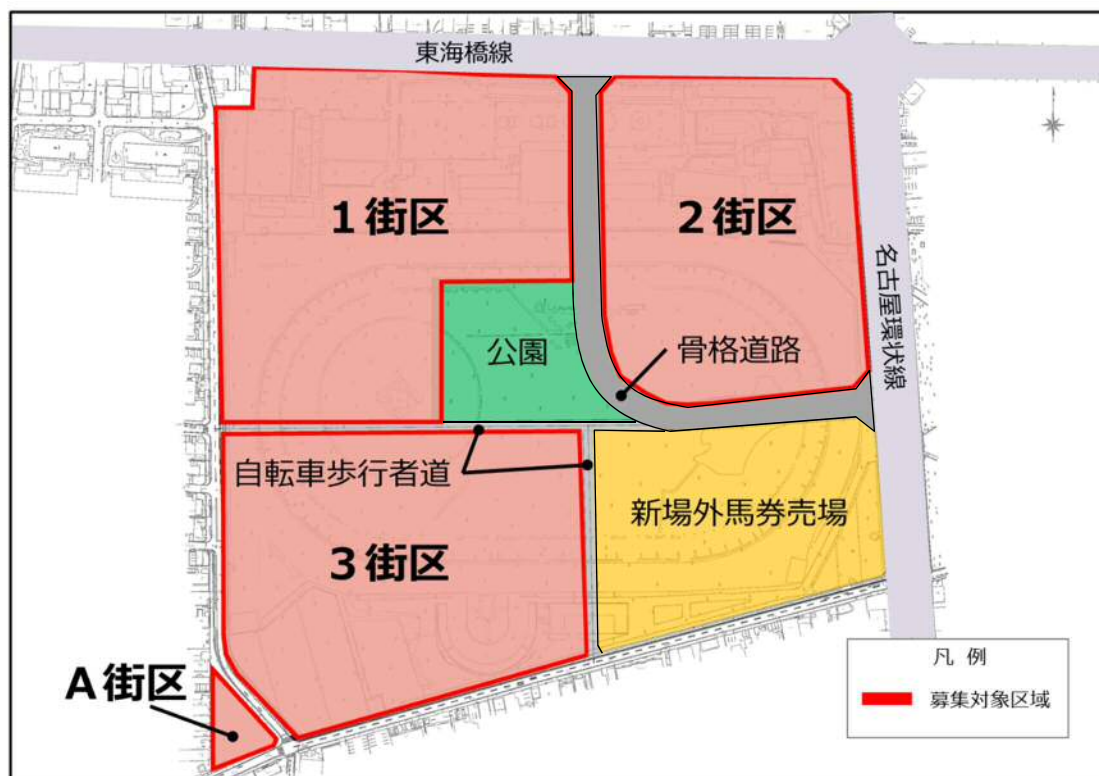 東海橋線
1街区
2街区
名古屋環状線
公園
骨格道路
自転車歩行者道
新場外馬券売場
3街区
A街区
凡 例
募集対象区域